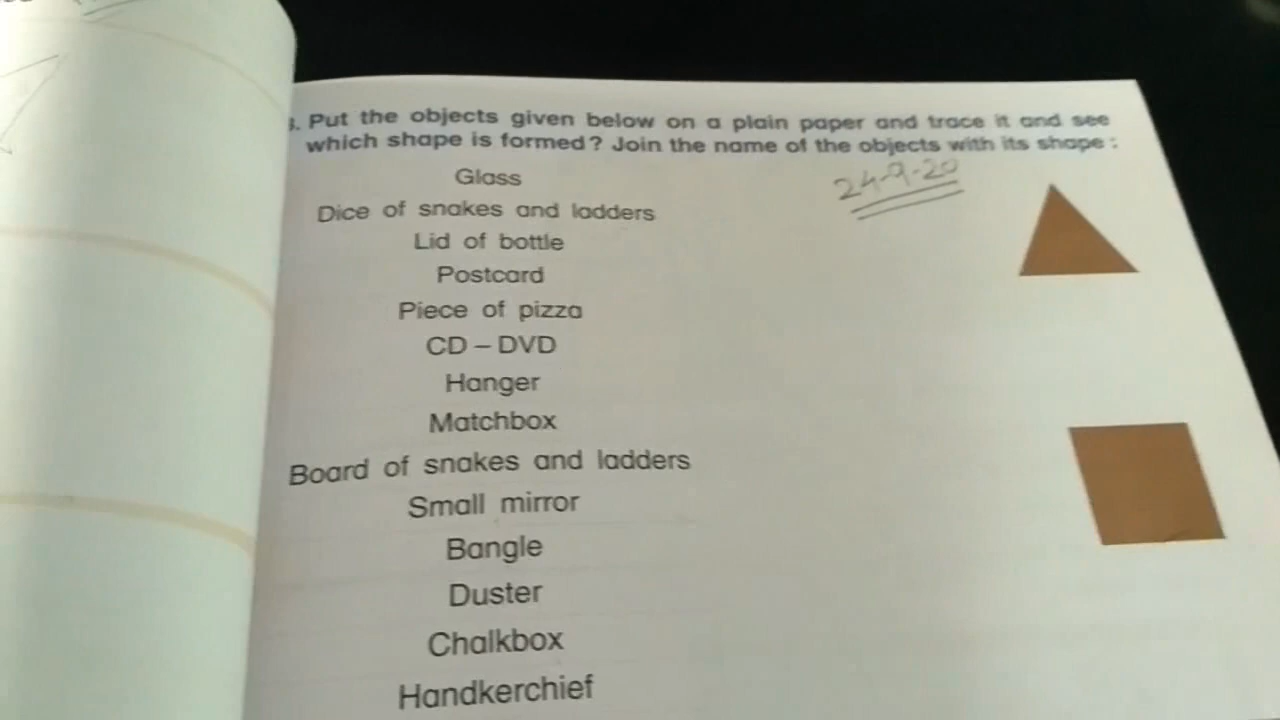 3. Put the objects given below on a plain paper and trace it and see
which shape is formed? Join the name of the objects with its shape :
24-9-20
Glass
Dice of snakes and ladders
Lid of bottle
Postcard
Piece of pizza
CD – DVD
Hanger
Matchbox
Board of snakes and ladders
Small mirror
Bangle
Duster
Chalkbox
Handkerchief